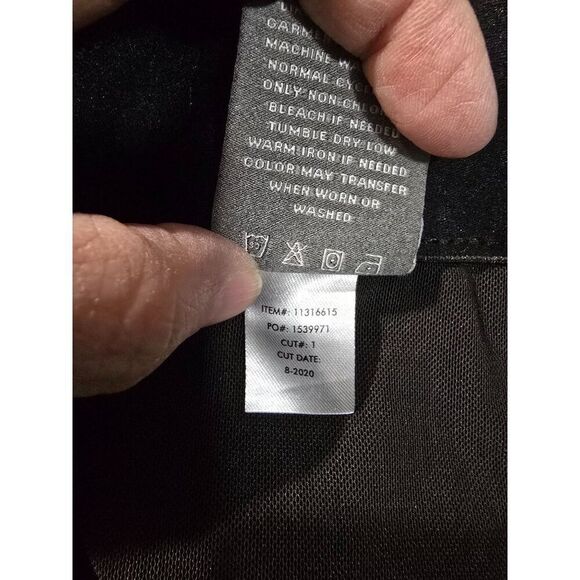 MACHINE
NORMAL
ONLY NON
BLEACH IF NEEDED
TUMBLE DRY LOW
WARM IRON IF NEEDED
COLOR MAY TRANSFER
WHEN WORN OR
WASHED
ITEM#: 11316615
PO#: 1539971
CUT#: 1
CUT DATE:
8-2020